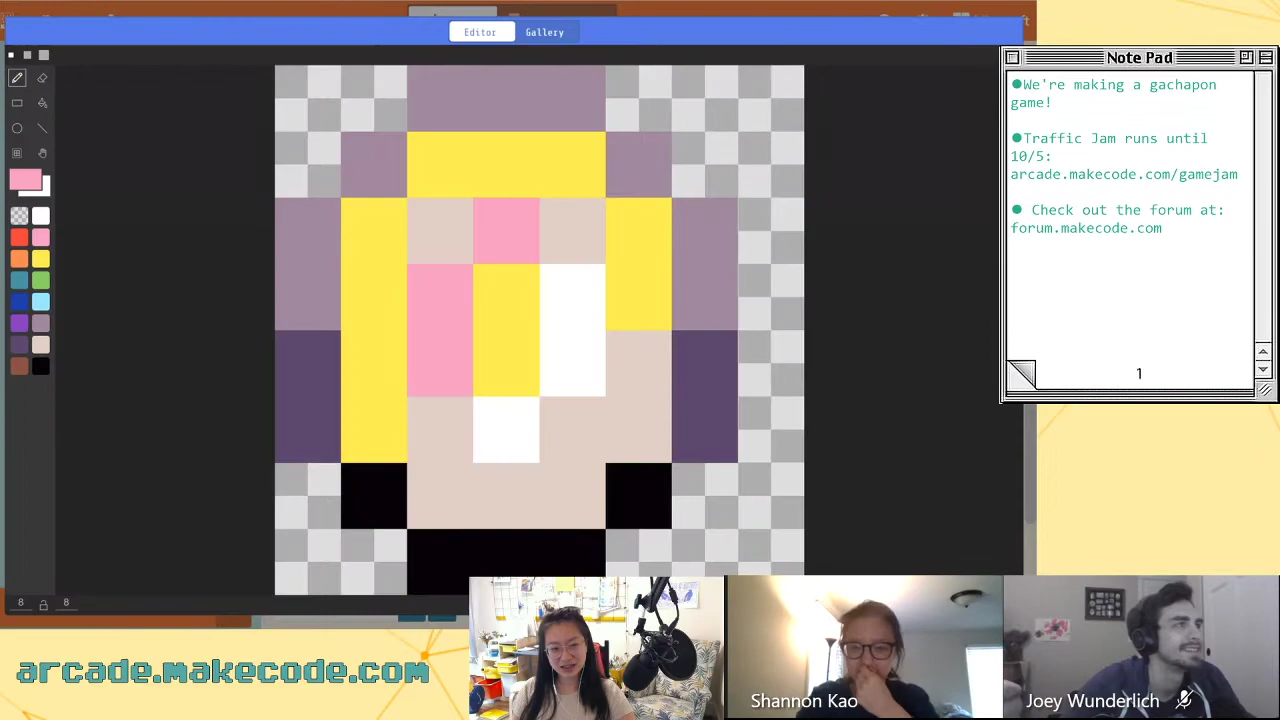 Editor
Gallery
Note Pad
●We're making a gachapon
game!
●Traffic Jam runs until
10/5:
arcade.makecode.com/gamejam
● Check out the forum at:
forum.makecode.com
1
8
8
arcade.makecode.com
Shannon Kao
Joey Wunderlich